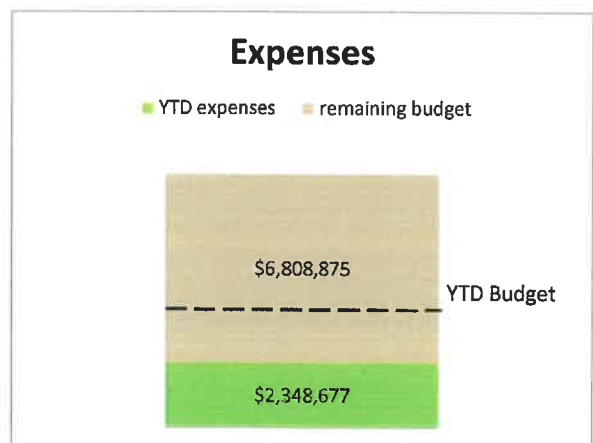 Expenses
YTD expenses remaining budget
$6,808,875
YTD Budget
$2,348,677